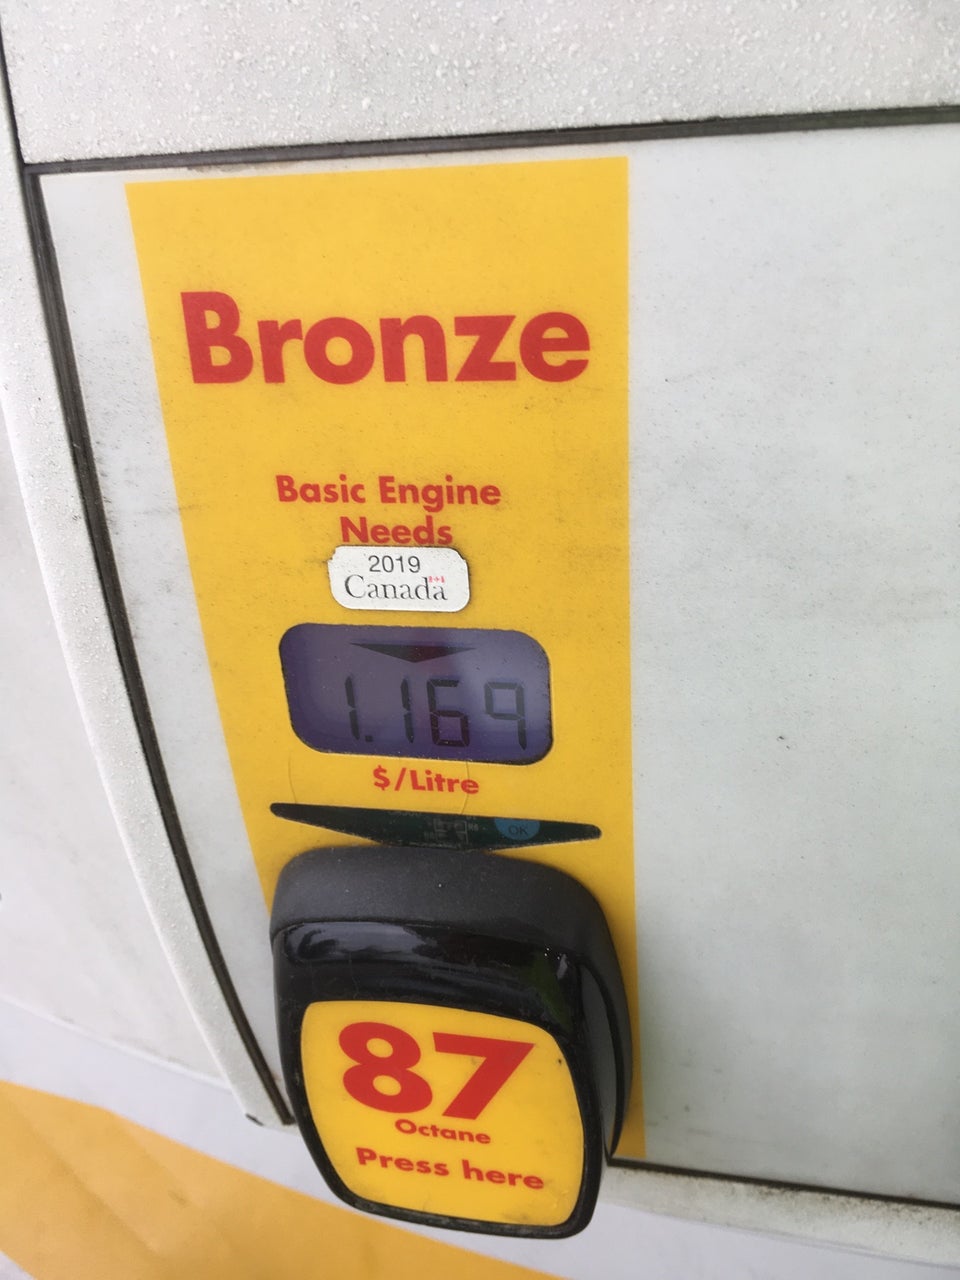 Bronze
Basic Engine
Needs
2019
Canada
1.169
$/Litre
OK
87
Octane
Press here